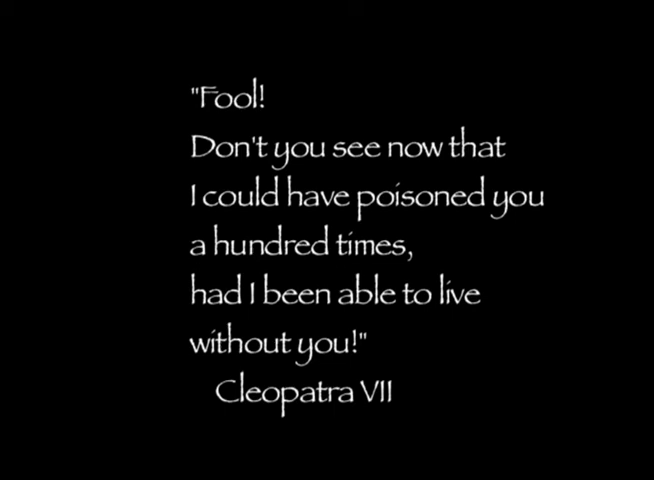 "Fool!
Don't you see now that
I could have poisoned you
a hundred times,
had I been able to live
without you!"
Cleopatra VII